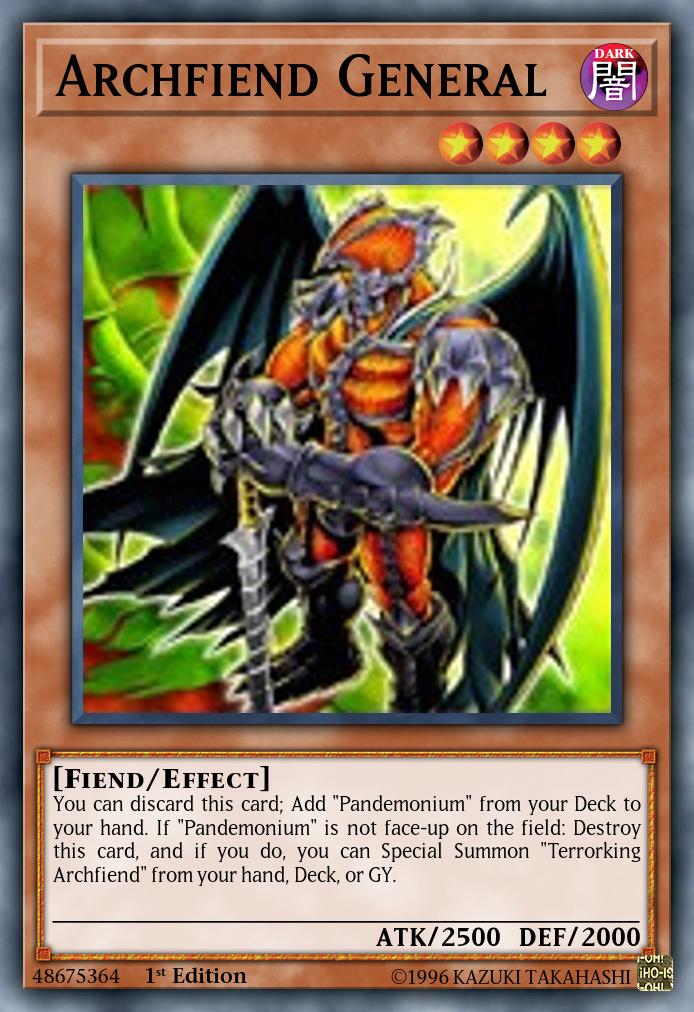 Archfiend General
DARK
闇
[Fiend/Effect]
You can discard this card; Add "Pandemonium" from your Deck to
your hand. If "Pandemonium" is not face-up on the field: Destroy
this card, and if you do, you can Special Summon "Terrorking
Archfiend" from your hand, Deck, or GY.
ATK/2500 DEF/2000
48675364 1st Edition ©1996 KAZUKI TAKAHASHI